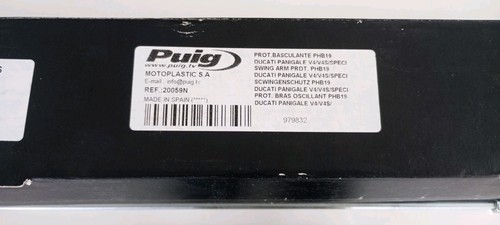 S
Puig
www.puig.tv
MOTOPLASTIC S.A
E-mail: info@puig.tv
REF.:20059N
MADE IN SPAIN (*****)
PROT.BASCULANTE PHB19
DUCATI PANIGALE V4/V4S/SPECI
SWING ARM PROT. PHB19
DUCATI PANIGALE V4/V4S/SPECI
SCWINGENSCHUTZ PHB19
DUCATI PANIGALE V4/V4S/SPECI
PROT. BRAS OSCILLANT PHB19
DUCATI PANIGALE V4/V4S/
979832